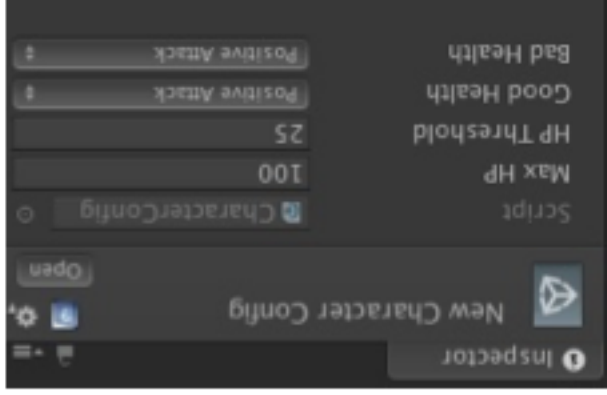 Inspector
New Character Config
Open
Script CharacterConfig
Max HP 100
HP Threshold 25
Good Health Positive Attack
Bad Health Positive Attack